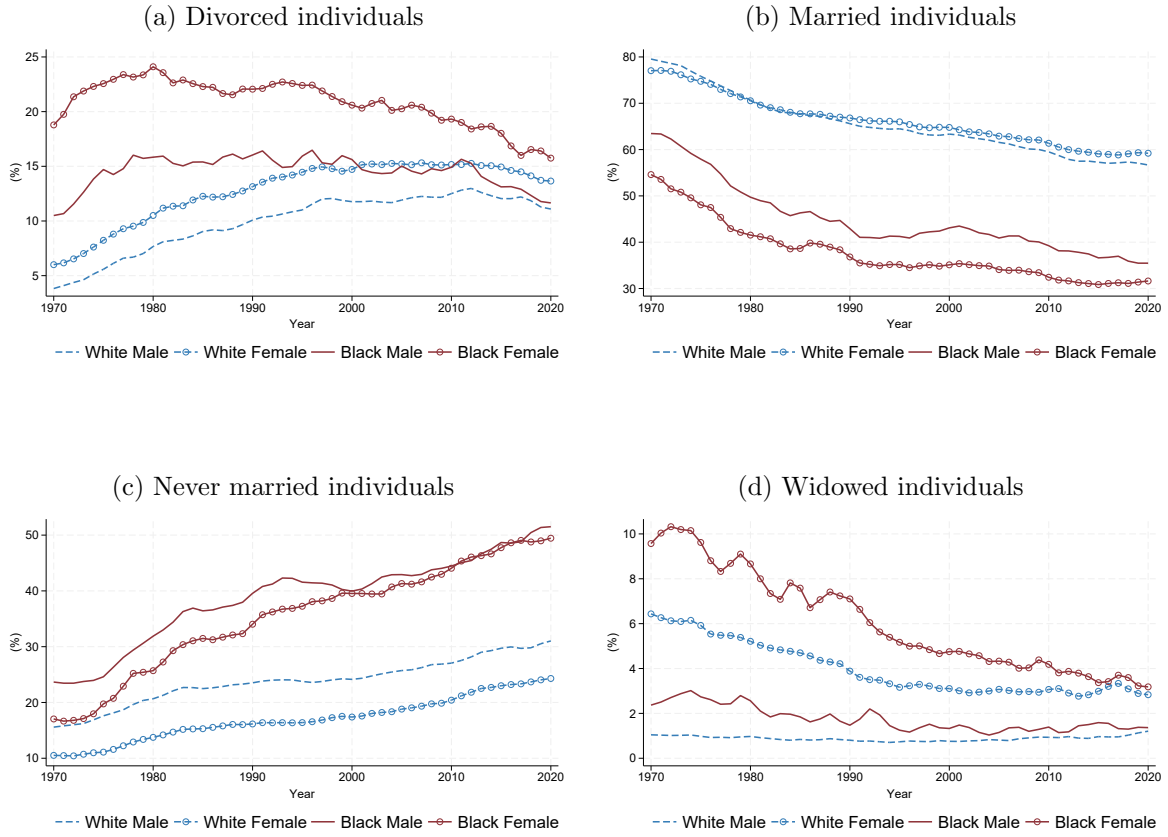 (a) Divorced individuals
25
20
15
10
5
(%)
1970 1980 1990 2000 2010 2020
Year
White Male White Female Black Male Black Female
(b) Married individuals
80
70
60
50
40
30
(%)
1970 1980 1990 2000 2010 2020
Year
White Male White Female Black Male Black Female
(c) Never married individuals
50
40
30
20
10
(%)
1970 1980 1990 2000 2010 2020
Year
White Male White Female Black Male Black Female
(d) Widowed individuals
10
8
6
4
2
0
(%)
1970 1980 1990 2000 2010 2020
Year
White Male White Female Black Male Black Female